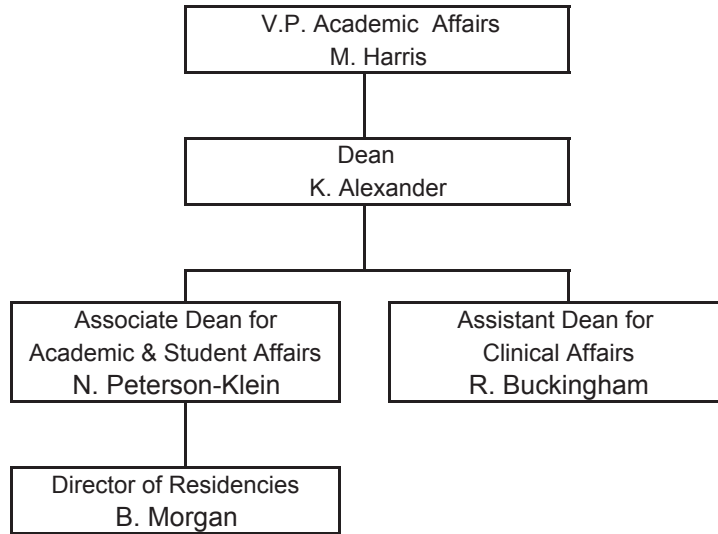 V.P. Academic Affairs
M. Harris
Dean
K. Alexander
Associate Dean for
Academic & Student Affairs
N. Peterson-Klein
Assistant Dean for
Clinical Affairs
R. Buckingham
Director of Residencies
B. Morgan